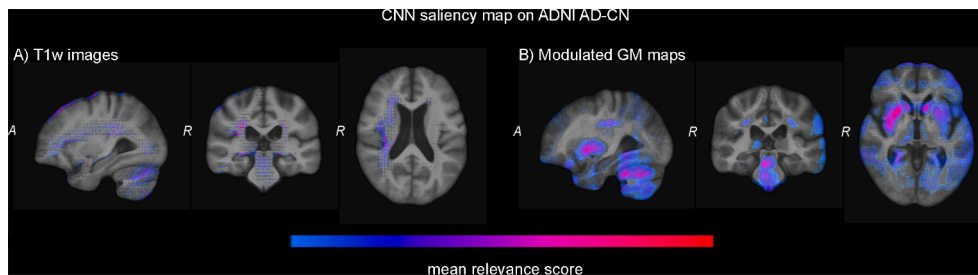 CNN saliency map on ADNI AD-CN
A) T1w images
B) Modulated GM maps
A
R
R
A
R
R
mean relevance score